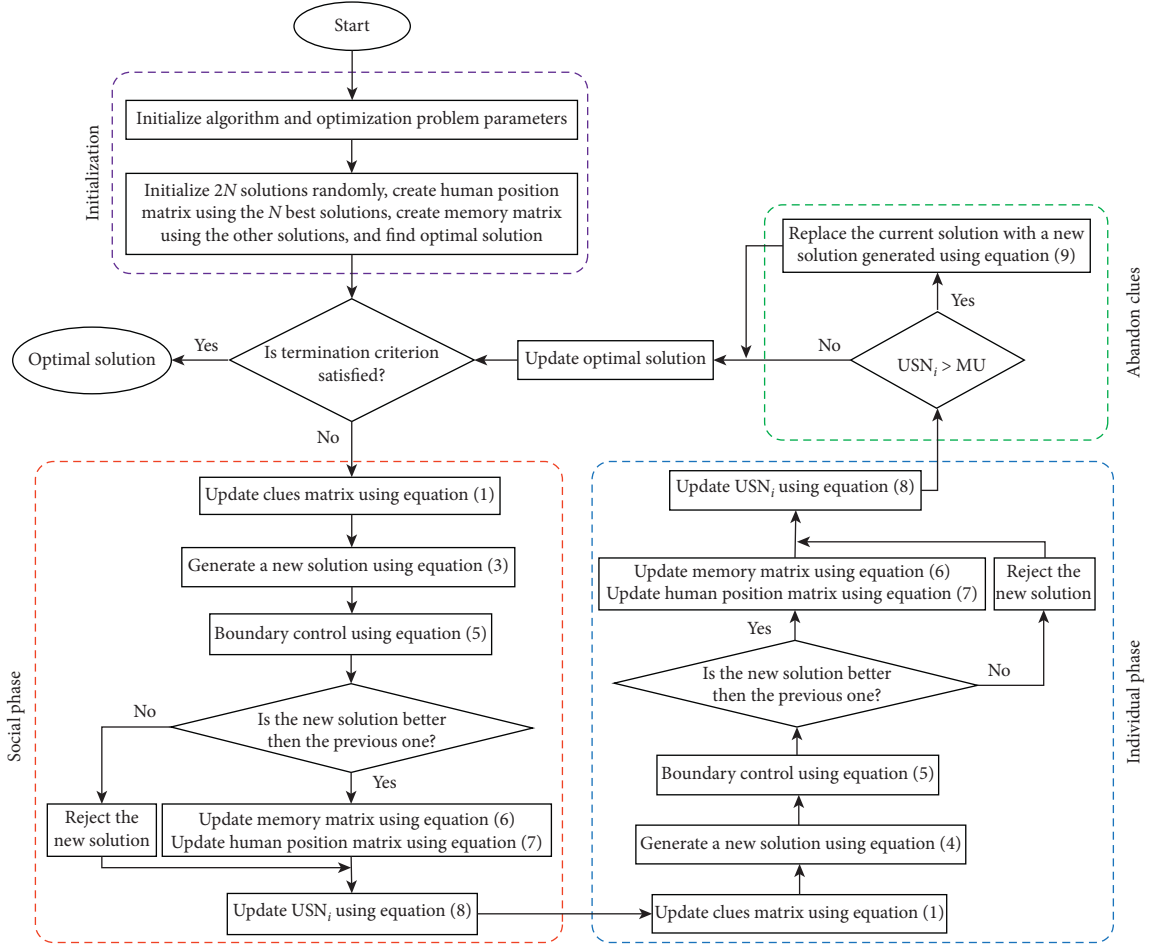 Start
Initialization
Initialize algorithm and optimization problem parameters
Initialize 2N solutions randomly, create human position
matrix using the N best solutions, create memory matrix
using the other solutions, and find optimal solution
Is termination criterion
satisfied?
Yes
Optimal solution
No
Social phase
Update clues matrix using equation (1)
Generate a new solution using equation (3)
Boundary control using equation (5)
Is the new solution better
then the previous one?
No
Yes
Reject the
new solution
Update memory matrix using equation (6)
Update human position matrix using equation (7)
Update USNi using equation (8)
Individual phase
Update clues matrix using equation (1)
Generate a new solution using equation (4)
Boundary control using equation (5)
Is the new solution better
then the previous one?
Yes
No
Update memory matrix using equation (6)
Update human position matrix using equation (7)
Reject the
new solution
Update USNi using equation (8)
Abandon clues
USNi > MU
Yes
No
Replace the current solution with a new
solution generated using equation (9)
Update optimal solution